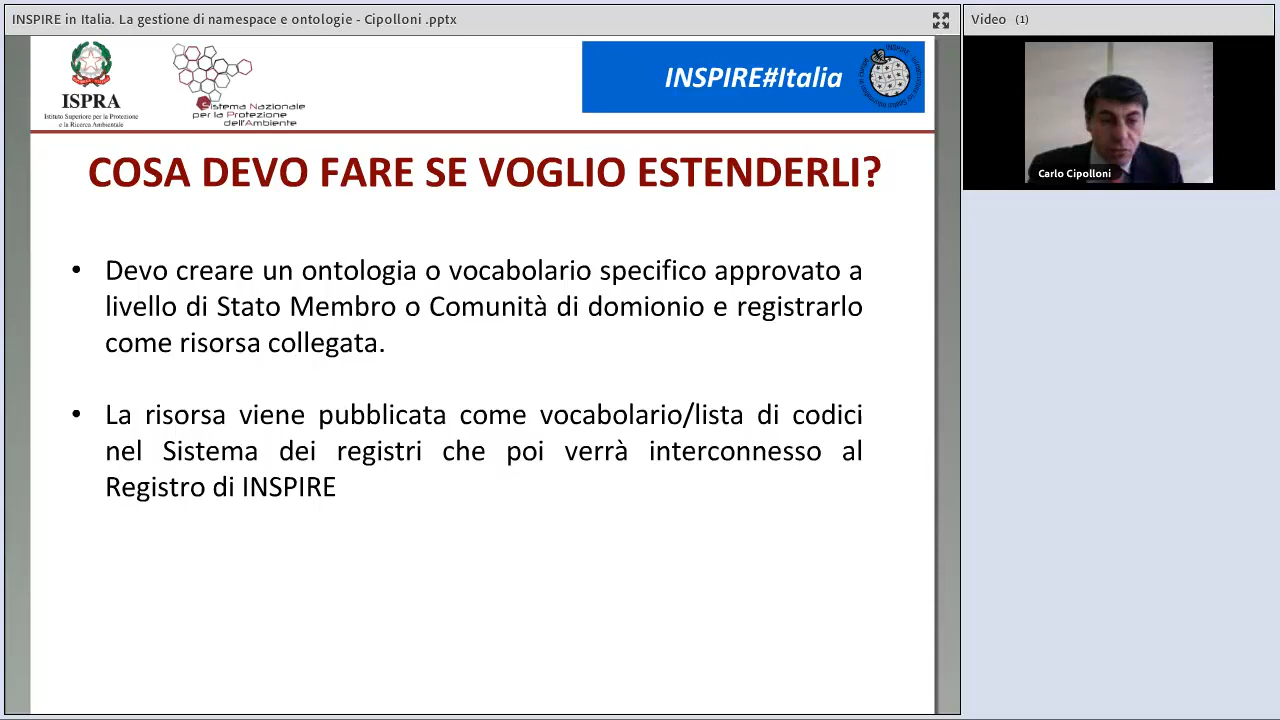 INSPIRE in Italia. La gestione di namespace e ontologie - Cipolloni .pptx
Video (1)
ISPRA
Istituto Superiore per la Protezione
e la Ricerca Ambientale
Sistema Nazionale
per la Protezione
dell'Ambiente
INSPIRE#Italia
Carlo Cipolloni
COSA DEVO FARE SE VOGLIO ESTENDERLI?
• Devo creare un ontologia o vocabolario specifico approvato a
livello di Stato Membro o Comunità di domionio e registrarlo
come risorsa collegata.
• La risorsa viene pubblicata come vocabolario/lista di codici
nel Sistema dei registri che poi verrà interconnesso al
Registro di INSPIRE